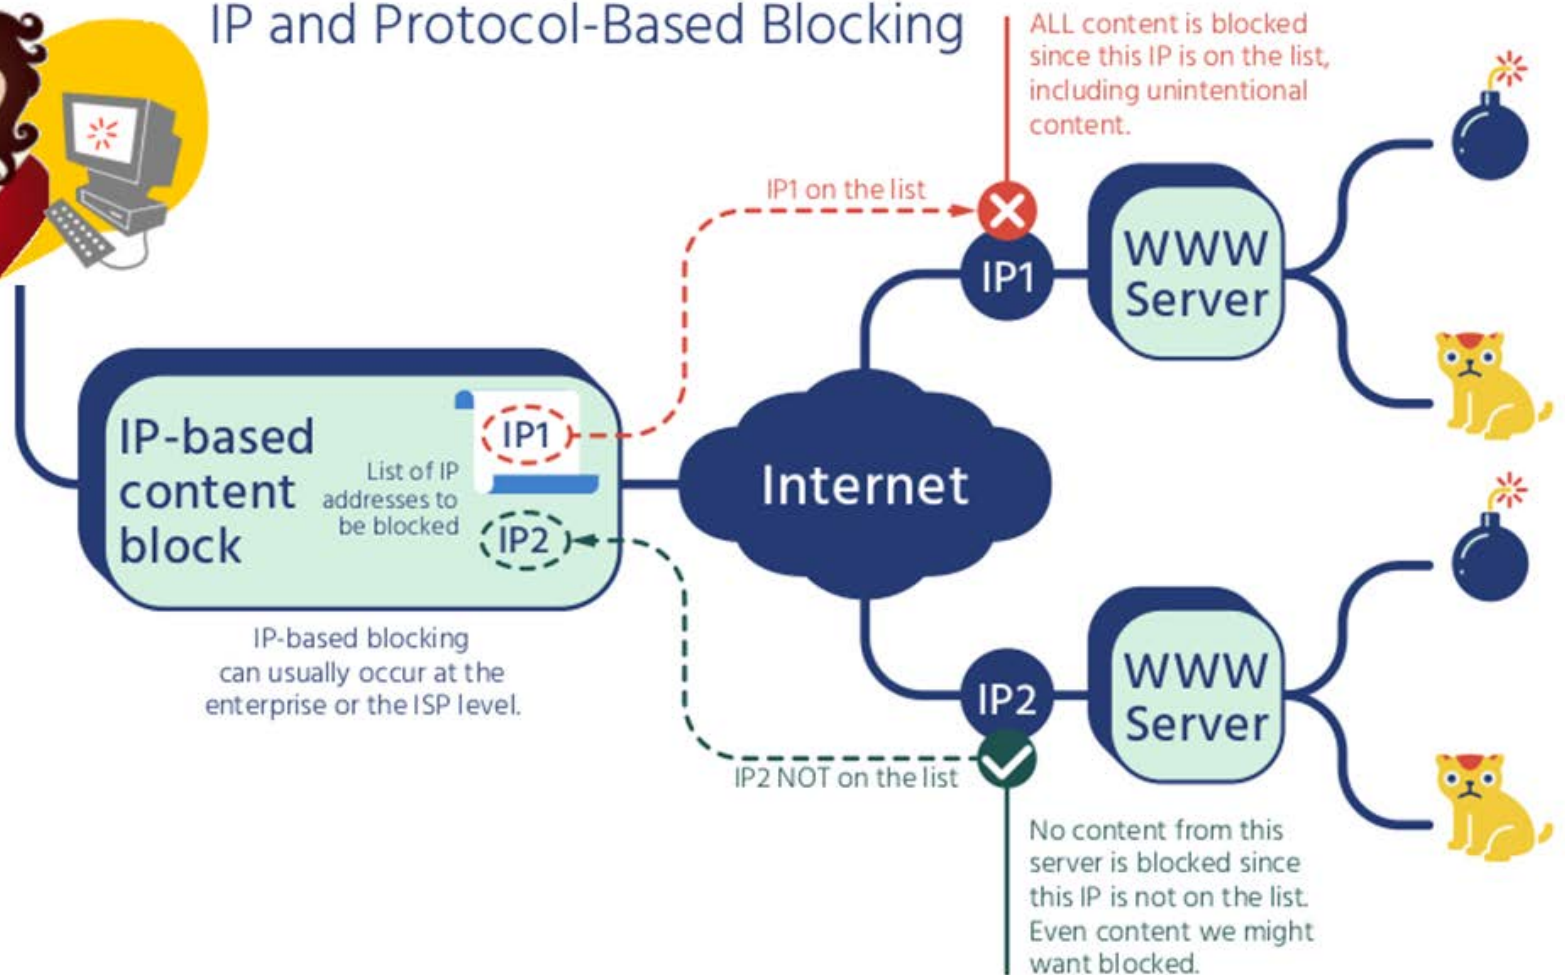 IP and Protocol-Based Blocking
ALL content is blocked
since this IP is on the list,
including unintentional
content.
IP1 on the list
IP1
WWW
Server
IP-based
content
block
List of IP
addresses to
be blocked
IP1
IP2
Internet
IP-based blocking
can usually occur at the
enterprise or the ISP level.
IP2
WWW
Server
IP2 NOT on the list
No content from this
server is blocked since
this IP is not on the list.
Even content we might
want blocked.